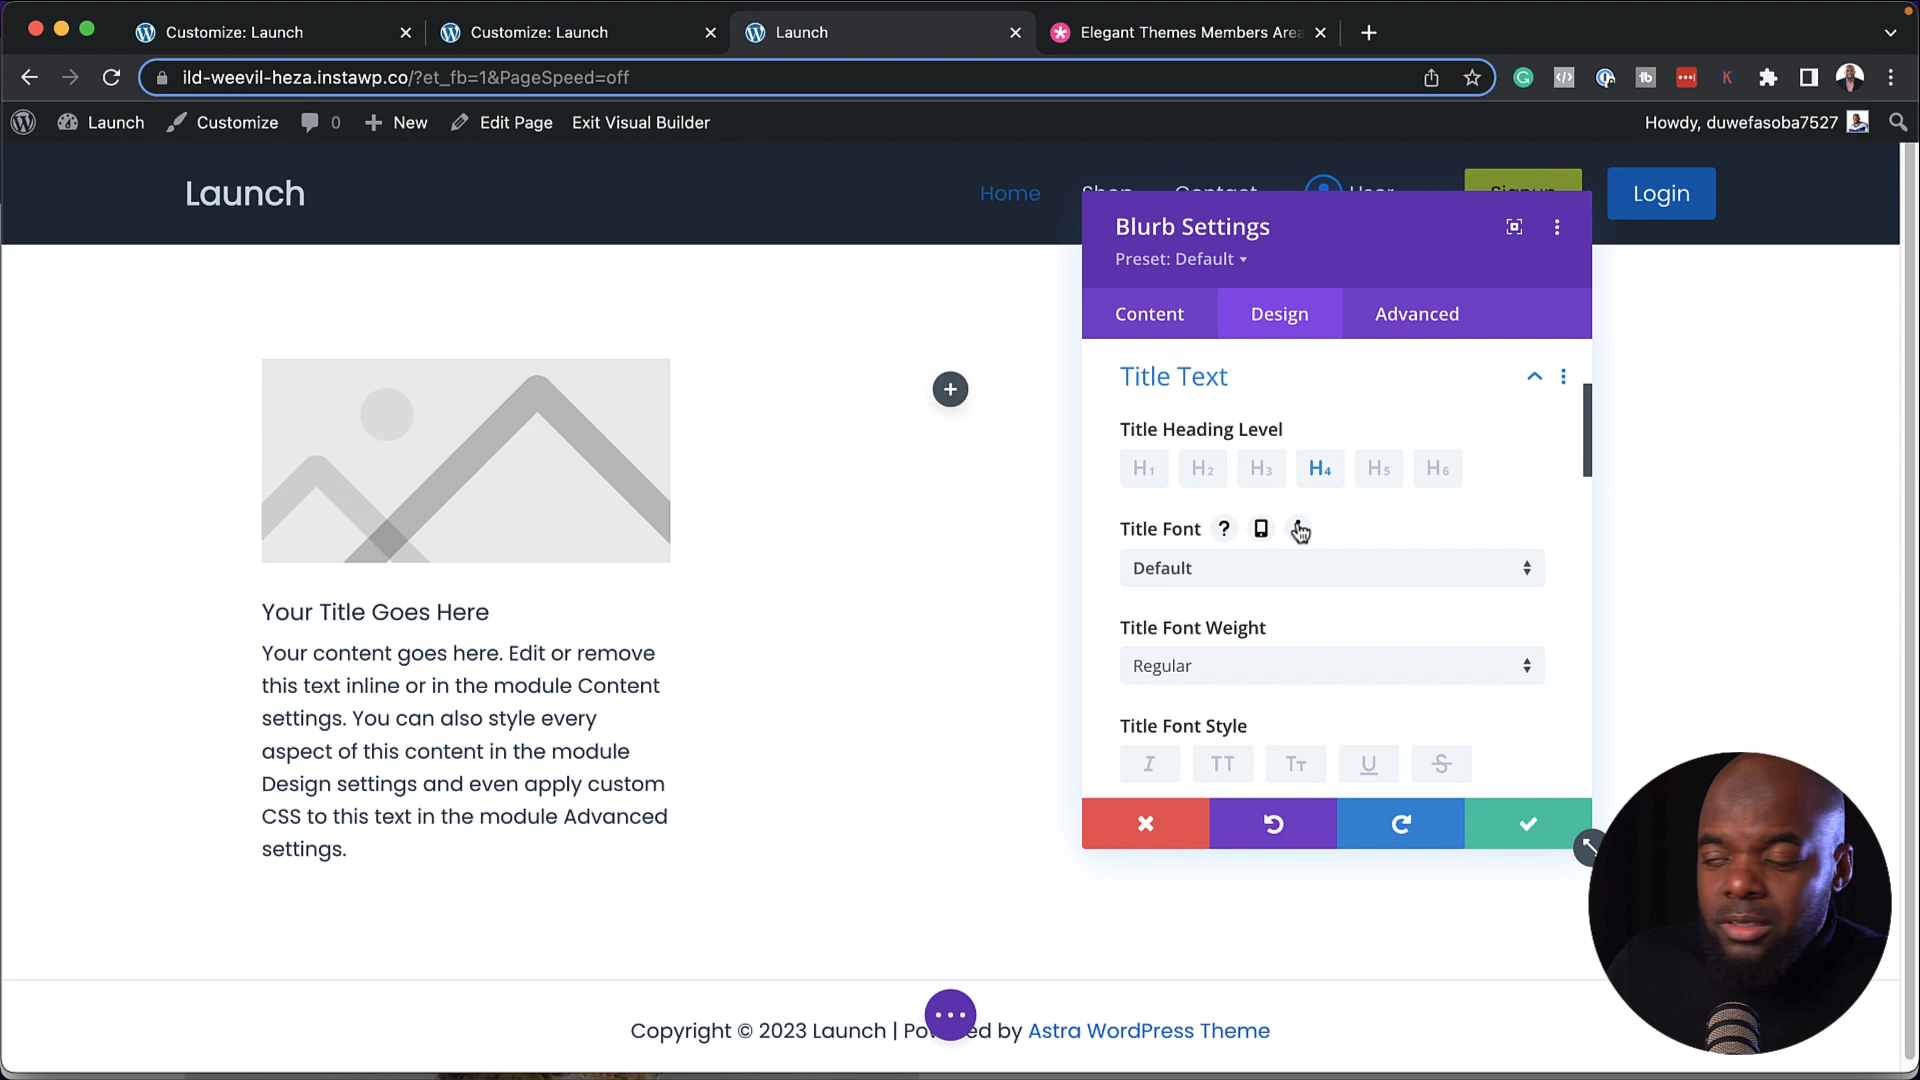 Customize: Launch
Customize: Launch
Launch
Elegant Themes Members Area
ild-weevil-heza.instawp.co/?et_fb=1&PageSpeed=off
Launch
Customize
0
New
Edit Page
Exit Visual Builder
Howdy, duwefasoba7527
Launch
Home
Shop
Contact
User
Signup
Login
Blurb Settings
Preset: Default
Content
Design
Advanced
Title Text
Title Heading Level
H1
H2
H3
H4
H5
H6
Title Font
?
Default
Title Font Weight
Regular
Title Font Style
I
TT
TT
U
S
Your Title Goes Here
Your content goes here. Edit or remove
this text inline or in the module Content
settings. You can also style every
aspect of this content in the module
Design settings and even apply custom
CSS to this text in the module Advanced
settings.
Copyright © 2023 Launch | Powered by Astra WordPress Theme